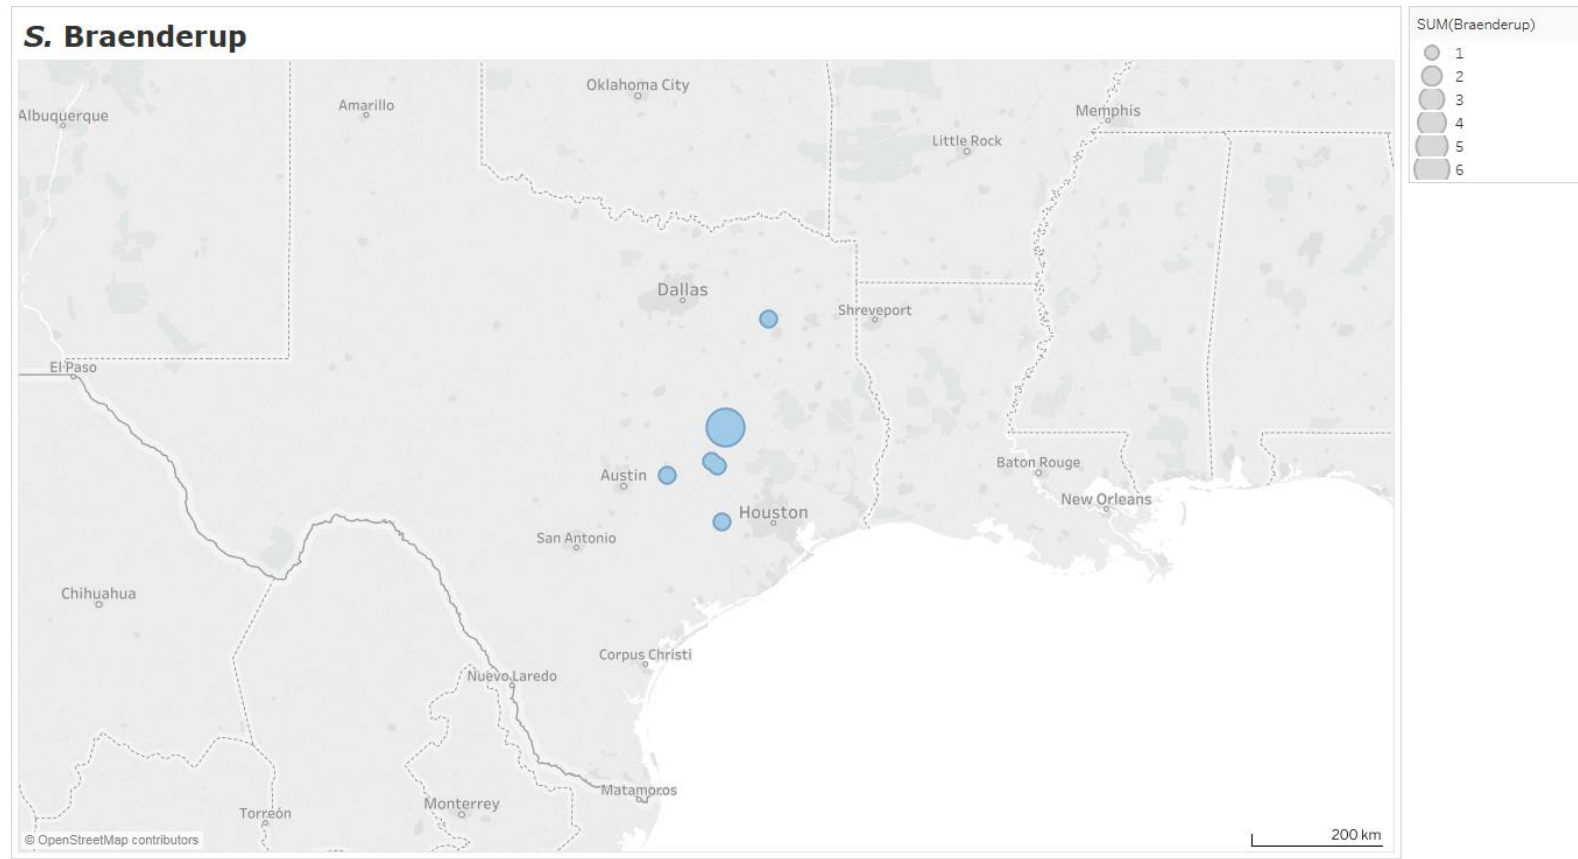 S. Braenderup
SUM(Braenderup)
1
2
3
4
5
6
Oklahoma City
Amarillo
Albuquerque
Memphis
Little Rock
Dallas
Shreveport
El Paso
Austin
Baton Rouge
New Orleans
Houston
San Antonio
Chihuahua
Corpus Christi
Nuevo Laredo
Matamoros
Monterrey
Torreón
© OpenStreetMap contributors
200 km